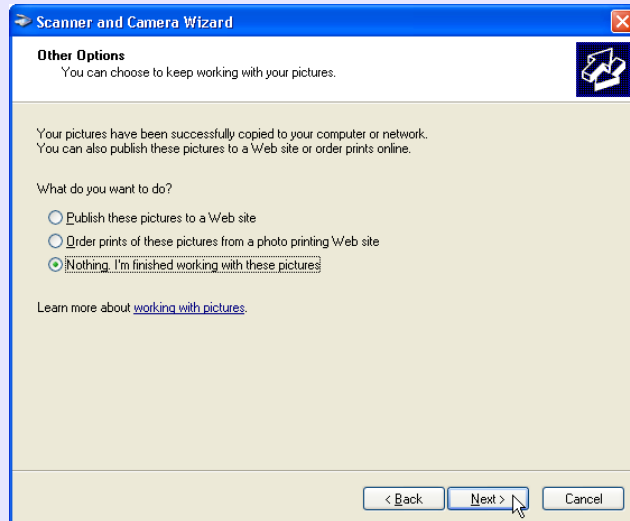 Scanner and Camera Wizard
Other Options
You can choose to keep working with your pictures.
Your pictures have been successfully copied to your computer or network.
You can also publish these pictures to a Web site or order prints online.
What do you want to do?
Publish these pictures to a Web site
Order prints of these pictures from a photo printing Web site
Nothing. I'm finished working with these pictures
Learn more about working with pictures.
< Back Next > Cancel